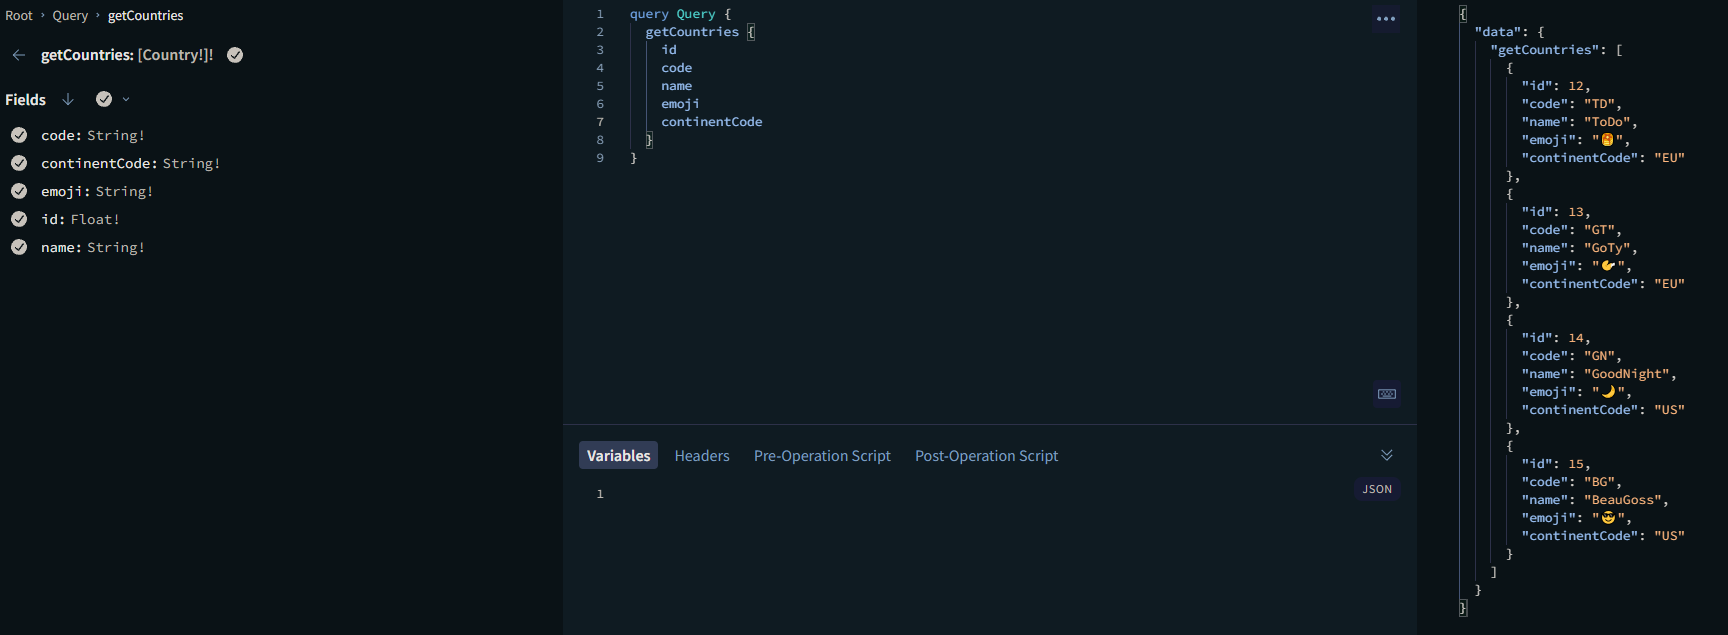 Root › Query › getCountries
← getCountries: [Country!]!
Fields ↓
code: String!
continentCode: String!
emoji: String!
id: Float!
name: String!
1 query Query {
2 getCountries {
3 id
4 code
5 name
6 emoji
7 continentCode
8 }
9 }
Variables Headers Pre-Operation Script Post-Operation Script
1
JSON
{
"data": {
"getCountries": [
{
"id": 12,
"code": "TD",
"name": "ToDo",
"emoji": "",
"continentCode": "EU"
},
{
"id": 13,
"code": "GT",
"name": "GoTy",
"emoji": "👉",
"continentCode": "EU"
},
{
"id": 14,
"code": "GN",
"name": "GoodNight",
"emoji": "🌙",
"continentCode": "US"
},
{
"id": 15,
"code": "BG",
"name": "BeauGoss",
"emoji": "😎",
"continentCode": "US"
}
]
}
}